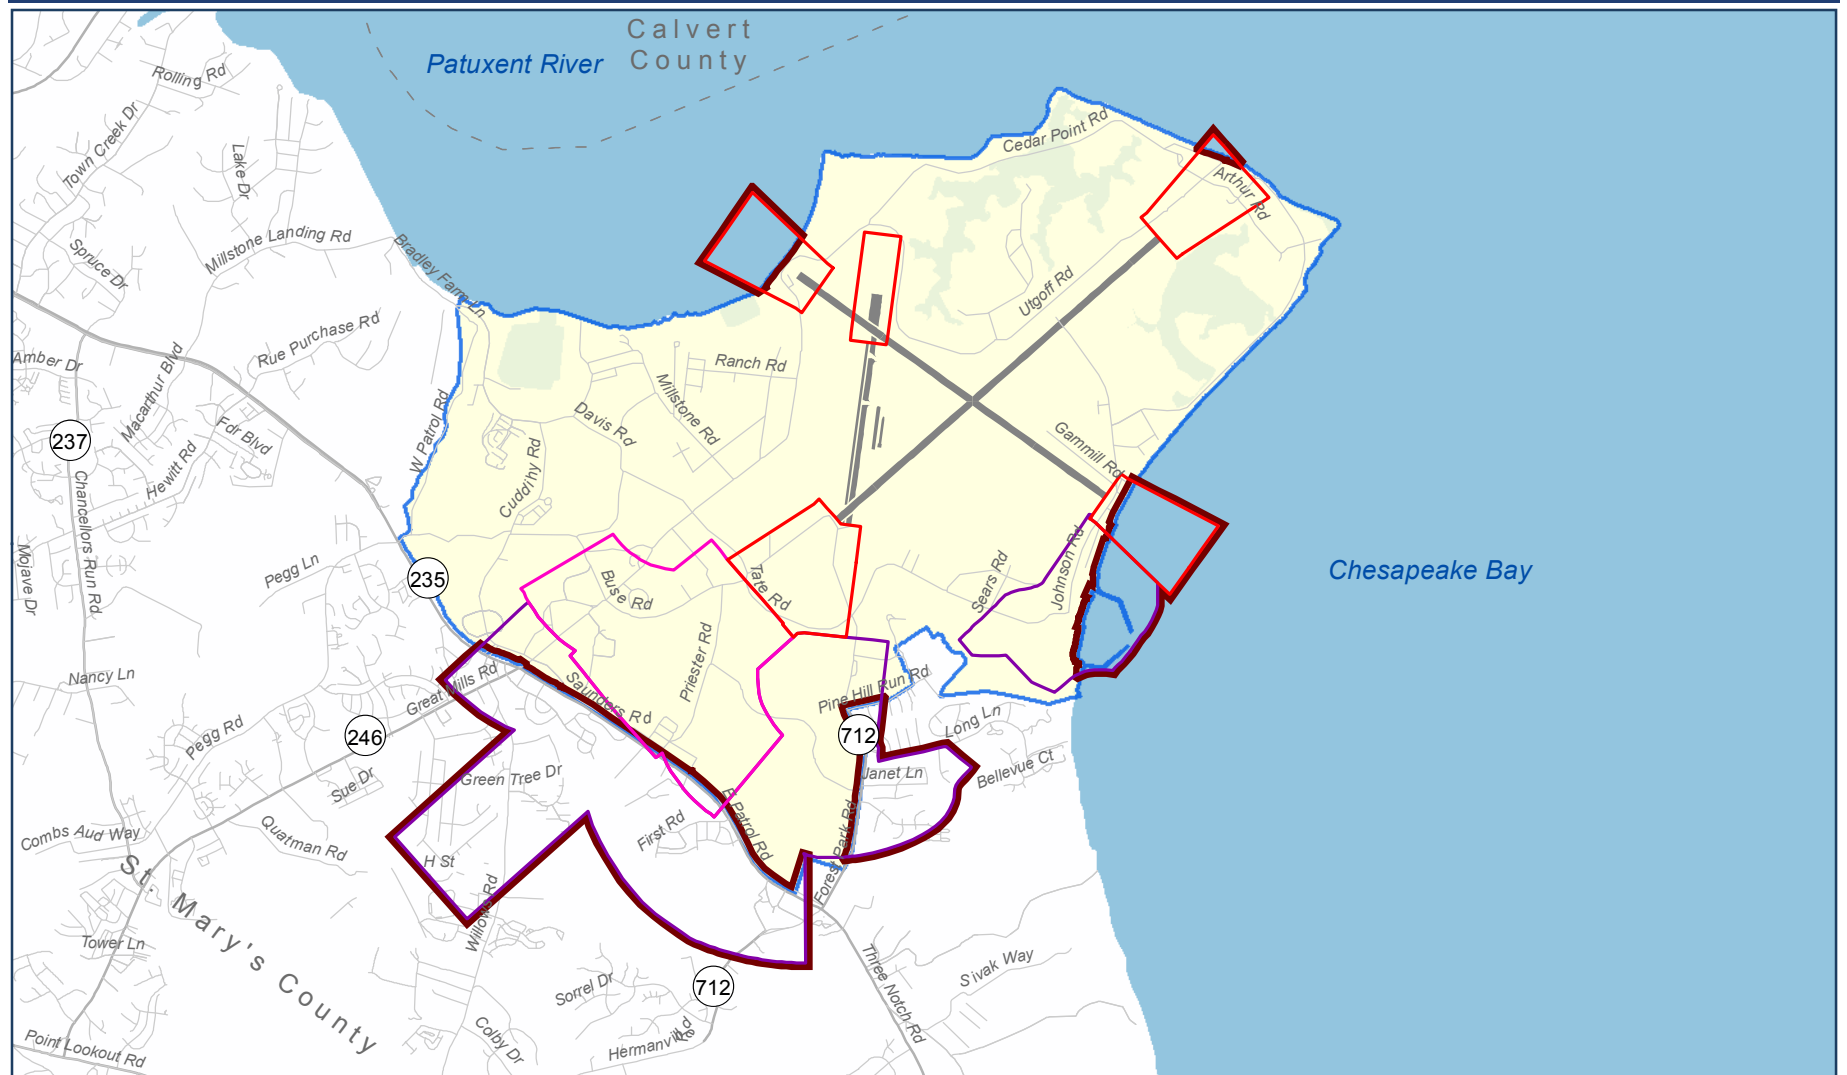 Calvert
County
Patuxent River
Rolling Rd
Town Creek Dr
Lake Dr
Cedar Point Rd
Arthur Rd
Spruce Dr
Millstone Landing Rd
Bradley Farm Ln
Utgoff Rd
Rue Purchase Rd
Amber Dr
Macarthur Blvd
Ranch Rd
Millstone Rd
Davis Rd
W Patrol Rd
Fdr Blvd
237
Hewitt Rd
Cuddihy Rd
Gammill Rd
Chancellors Run Rd
Mojave Dr
Pegg Ln
235
Buse Rd
Tate Rd
Sears Rd
Johnson Rd
Chesapeake Bay
Nancy Ln
Great Mills Rd
Saunders Rd
Priester Rd
Pine Hill Run Rd
Pegg Rd
246
712
Long Ln
Sue Dr
Green Tree Dr
Janet Ln
Bellevue Ct
Combs Aud Way
Quatman Rd
First Rd
Patrol Rd
Forest Park Rd
H St
St. Mary's County
Willows Rd
Tower Ln
712
Sorrel Dr
Three Notch Rd
Sivak Way
Colby Dr
Hermanville
Rd
Point Lookout Rd